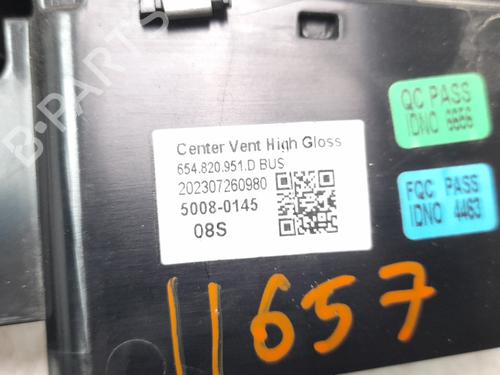 B-PARTS
Center Vent High Gloss
654.820.951.D BUS
202307260980
5008-0145
08S
QC PASS
IDNO 6656
FQC PASS
IDNO 4463
11657